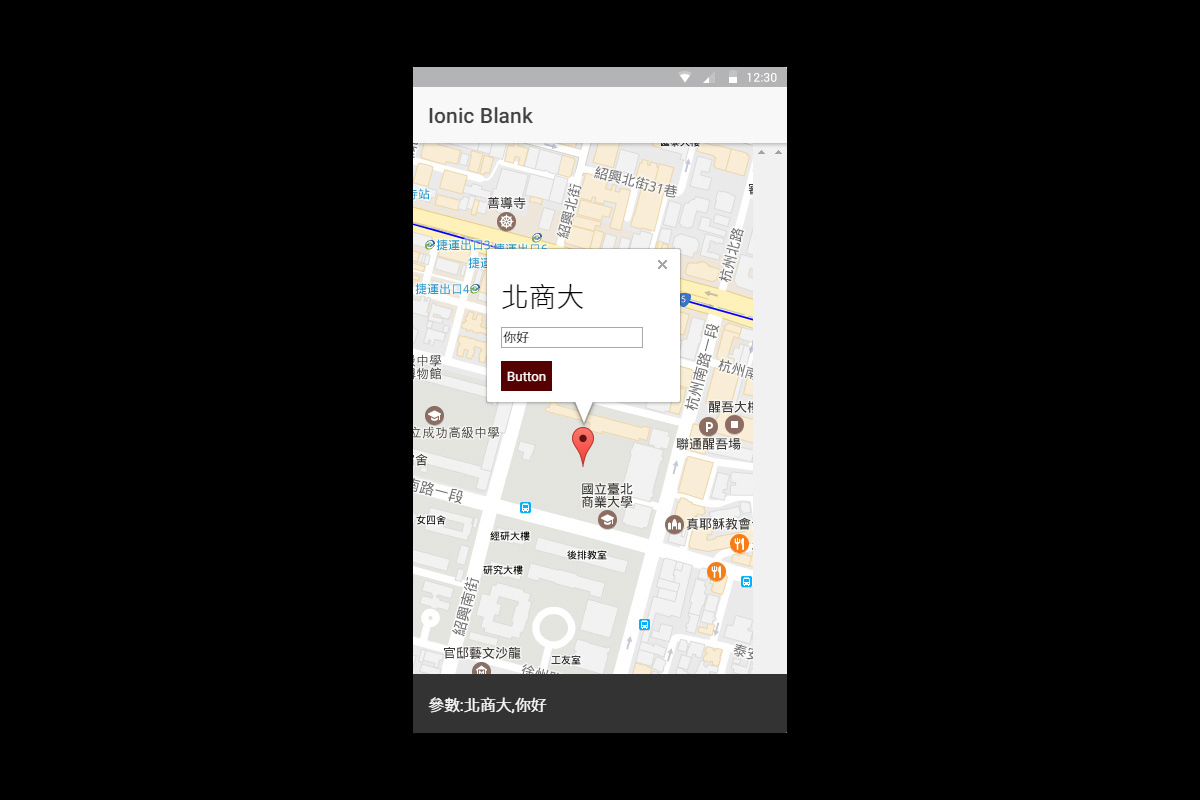 12:30
Ionic Blank
紹興北街31巷
善導寺
紹興北街
杭州北路
捷運出口3
捷運出口6
捷運出口4
5
×
北商大
你好
Button
杭州南路一段
杭州南
醒吾大樓
P
聯通醒吾場
立成功高級中學
國立臺北
商業大學
南路一段
女四舍
經研大樓
後排教室
真耶穌教會
研究大樓
紹興南街
官邸藝文沙龍
工友室
徐州路
參數:北商大,你好